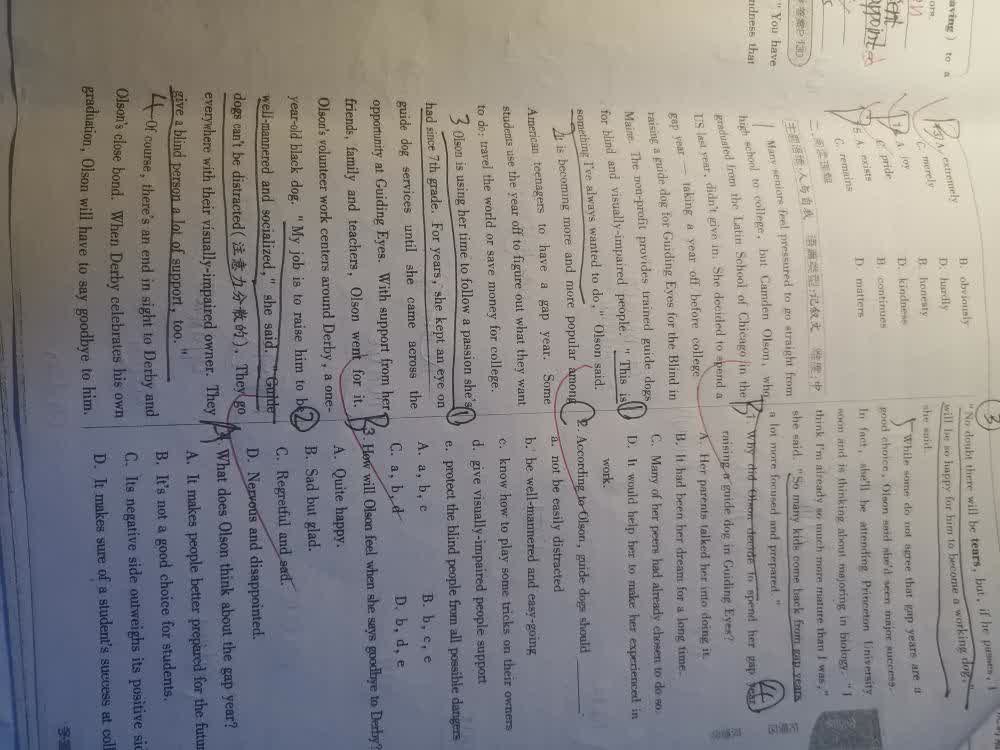 aving) to a
ors.
"You have
ndness that
A. extremely
B. obviously
C. merely
D. hardly
A. joy
B. honesty
C. pride
D. kindness
5 A. exists
B. continues
C. remains
D. matters
二、阅读理解
主题语境:人与自我 语篇类型:记叙文
1 Many seniors feel pressured to go straight from
high school to college, but Camden Olson, who
graduated from the Latin School of Chicago in the
US last year, didn't give in. She decided to spend a
gap year — taking a year off before college
raising a guide dog for Guiding Eyes for the Blind in
Maine. The non-profit provides trained guide dogs
for blind and visually-impaired people. "This is
something I've always wanted to do," Olson said.
It is becoming more and more popular among
American teenagers to have a gap year. Some
students use the year off to figure out what they want
to do, travel the world or save money for college.
3 Olson is using her time to follow a passion she's
had since 7th grade. For years, she kept an eye on
guide dog services until she came across the
opportunity at Guiding Eyes. With support from her
friends, family and teachers, Olson went for it.
Olson's volunteer work centers around Derby, a one-
year-old black dog. "My job is to raise him to be
well-mannered and socialized," she said. "Guide
dogs can't be distracted(注意力分散的). They go
everywhere with their visually-impaired owner. They
give a blind person a lot of support, too."
4 Of course, there's an end in sight to Derby and
Olson's close bond. When Derby celebrates his own
graduation, Olson will have to say goodbye to him.
3
"No doubt there will be tears, but, if he passes, I
will be so happy for him to become a working dog,"
she said.
While some do not agree that gap years are a
good choice, Olson said she'd seen major success.
In fact, she'll be attending Princeton University
soon and is thinking about majoring in biology. "I
think I'm already so much more mature than I was,"
she said. "So many kids come back from gap years
a lot more focused and prepared."
4
1. Why did Olson decide to spend her gap year
raising a guide dog in Guiding Eyes?
A. Her parents talked her into doing it.
B. It had been her dream for a long time.
C. Many of her peers had already chosen to do so.
D. It would help her to make her experienced in
work.
1
2. According to Olson, guide dogs should ______.
a. not be easily distracted
b. be well-mannered and easy-going
c. know how to play some tricks on their owners
d. give visually-impaired people support
e. protect the blind people from all possible dangers
A. a, b, c
B. b, c, e
C. a, b, d
D. b, d, e
1
3. How will Olson feel when she says goodbye to Derby?
A. Quite happy.
B. Sad but glad.
C. Regretful and sad.
D. Nervous and disappointed.
2
What does Olson think about the gap year?
A. It makes people better prepared for the futur
B. It's not a good choice for students.
C. Its negative side outweighs its positive sid
D. It makes sure of a student's success at coll